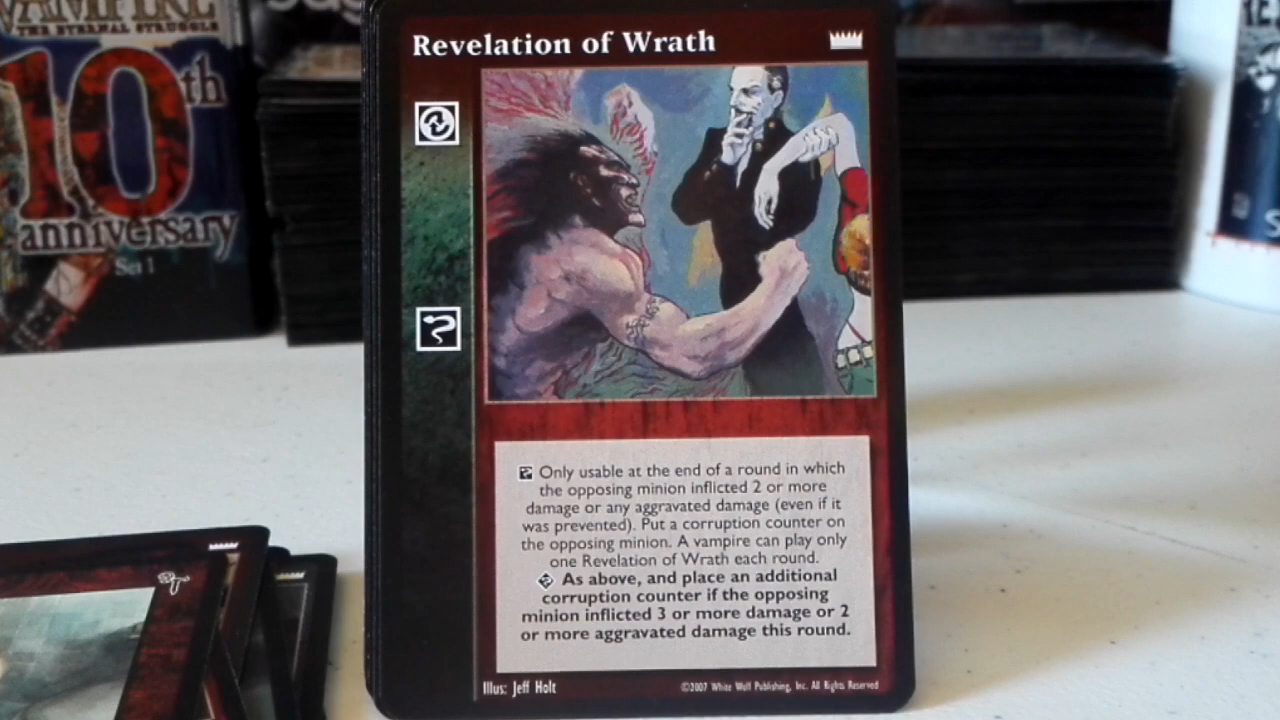 VAMPIRE
THE ETERNAL STRUGGLE
10th
anniversary
Set 1
Revelation of Wrath
Only usable at the end of a round in which
the opposing minion inflicted 2 or more
damage or any aggravated damage (even if it
was prevented). Put a corruption counter on
the opposing minion. A vampire can play only
one Revelation of Wrath each round.
As above, and place an additional
corruption counter if the opposing
minion inflicted 3 or more damage or 2
or more aggravated damage this round.
Illus: Jeff Holt
©2007 White Wolf Publishing, Inc. All Rights Reserved